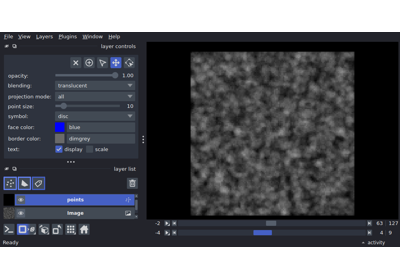 File View Layers Plugins Window Help
layer controls
opacity: 1.00
blending: translucent
projection mode: all
point size: 10
symbol: disc
face color: blue
border color: dimgrey
text: display scale
layer list
points
Image
-2 63 127
-4 4 9
Ready activity